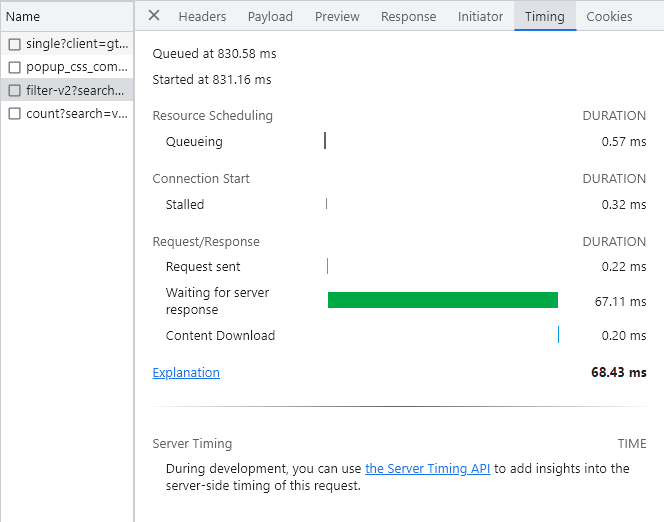 Name
single?client=gt...
popup_css_com...
filter-v2?search...
count?search=v...
Headers Payload Preview Response Initiator Timing Cookies
Queued at 830.58 ms
Started at 831.16 ms
Resource Scheduling DURATION
Queueing 0.57 ms
Connection Start DURATION
Stalled 0.32 ms
Request/Response DURATION
Request sent 0.22 ms
Waiting for server
response 67.11 ms
Content Download 0.20 ms
Explanation 68.43 ms
Server Timing TIME
During development, you can use the Server Timing API to add insights into the
server-side timing of this request.